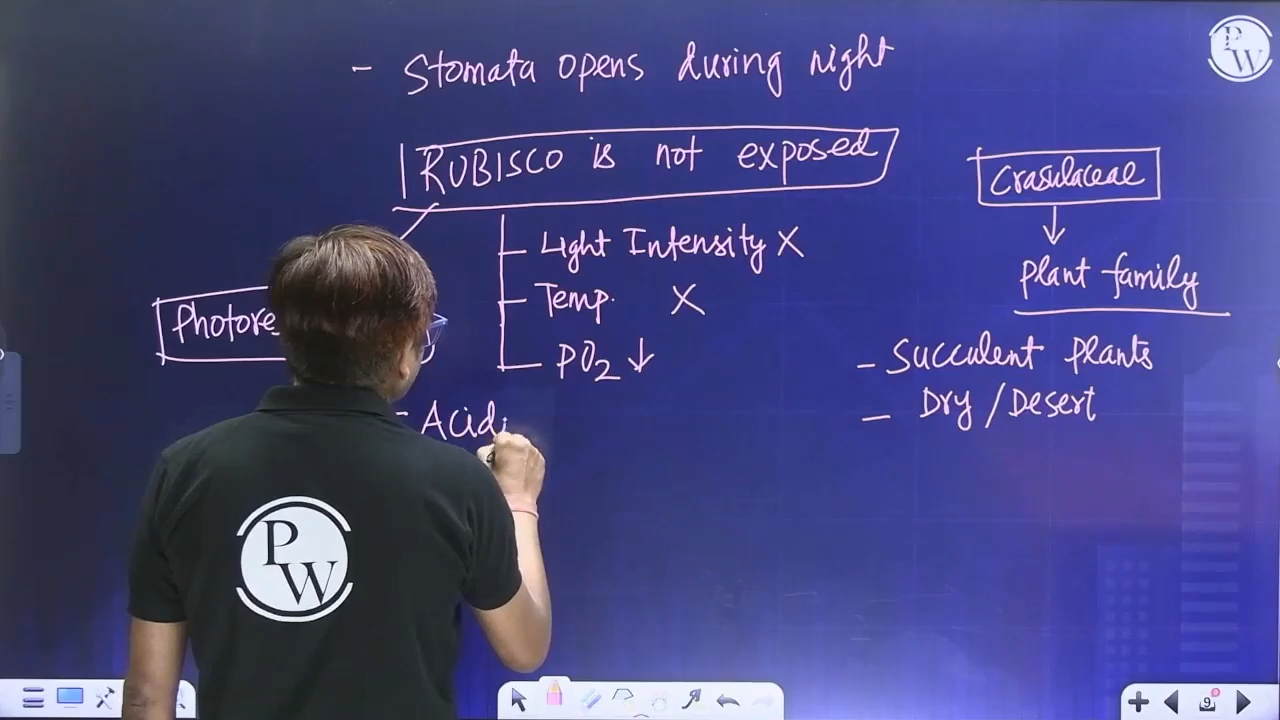 - Stomata opens during night
RUBISCO is not exposed
Light Intensity X
Temp. X
PO2 ↓
- Acidi
Crasulaceae
↓
Plant family
- Succulent plants
- Dry / Desert
PW
PW
9